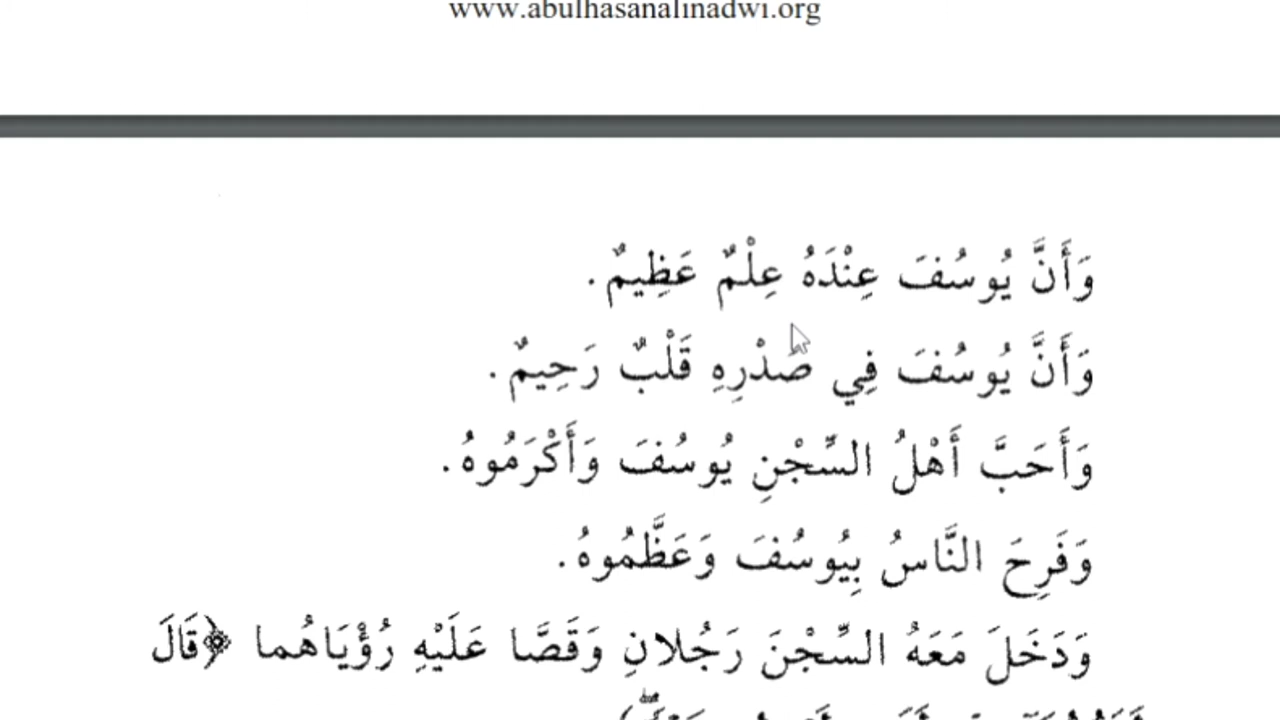 www.abulhasanalinadwi.org
وَأَنَّ يُوسُفَ عِنْدَهُ عِلْمٌ عَظِيمٌ.
وَأَنَّ يُوسُفَ فِي صَدْرِهِ قَلْبٌ رَحِيمٌ.
وَأَحَبَّ أَهْلُ السِّجْنِ يُوسُفَ وَأَكْرَمُوهُ.
وَفَرِحَ النَّاسُ بِيُوسُفَ وَعَظَّمُوهُ.
وَدَخَلَ مَعَهُ السِّجْنَ رَجُلانِ وَقَصَّا عَلَيْهِ رُؤْيَاهُما ﴿قَالَ